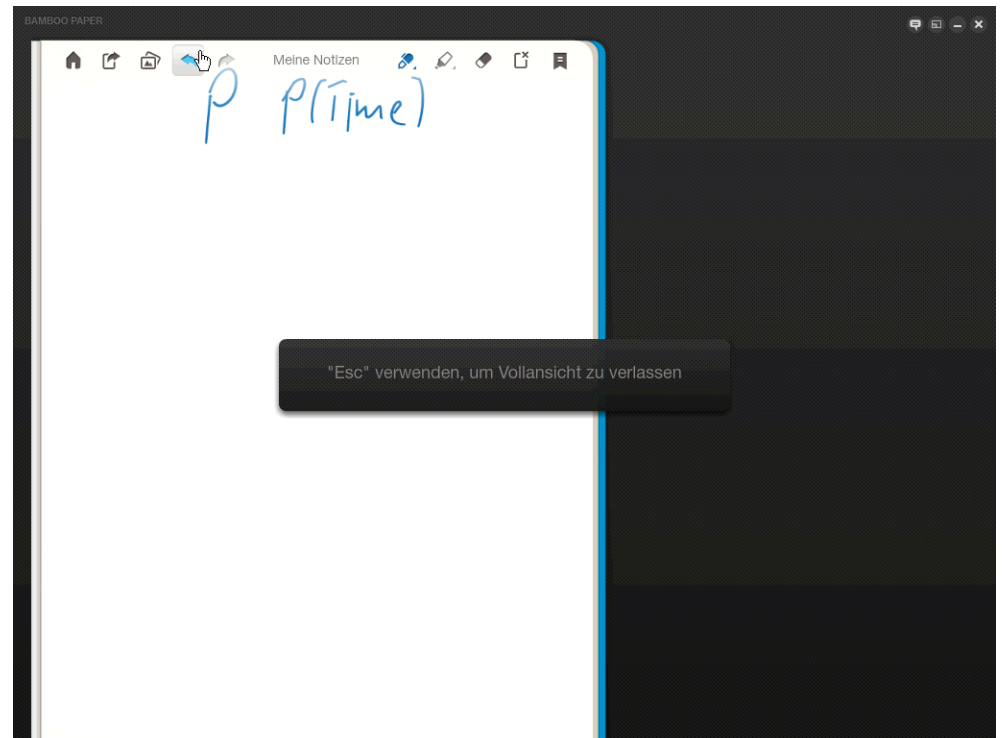 BAMBOO PAPER
Meine Notizen
P P(Time)
"Esc" verwenden, um Vollansicht zu verlassen